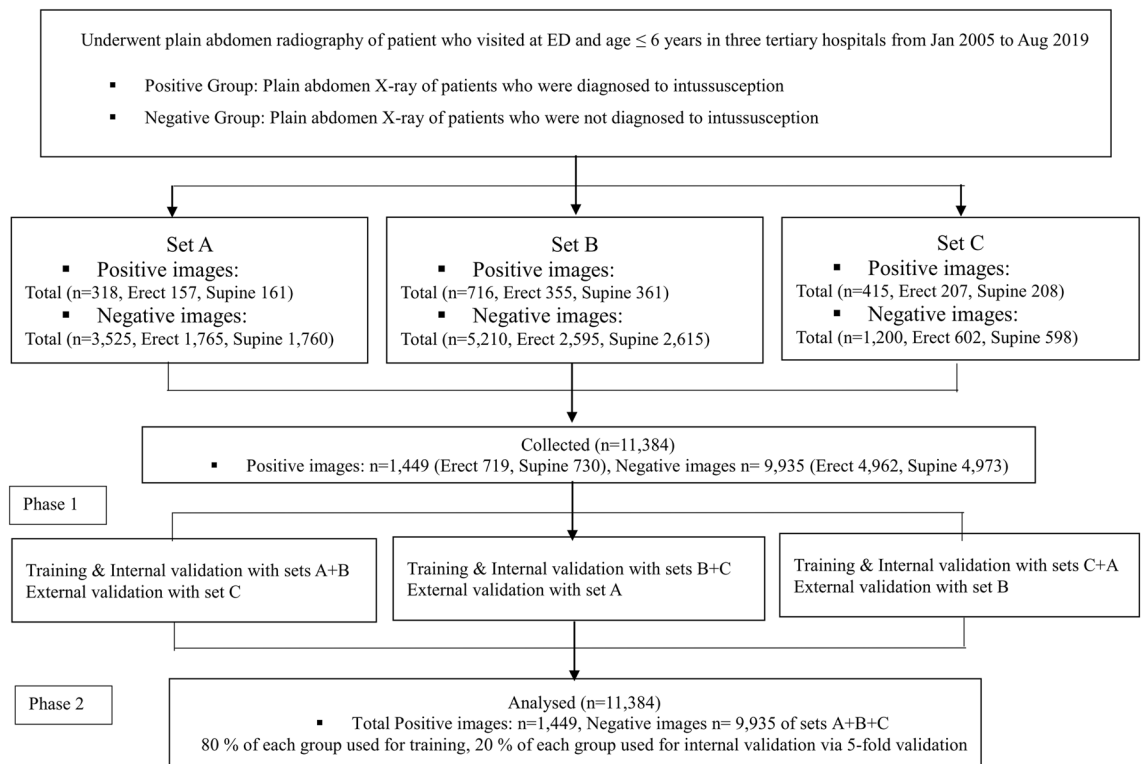 Underwent plain abdomen radiography of patient who visited at ED and age ≤ 6 years in three tertiary hospitals from Jan 2005 to Aug 2019
▪ Positive Group: Plain abdomen X-ray of patients who were diagnosed to intussusception
▪ Negative Group: Plain abdomen X-ray of patients who were not diagnosed to intussusception
Set A
▪ Positive images:
Total (n=318, Erect 157, Supine 161)
▪ Negative images:
Total (n=3,525, Erect 1,765, Supine 1,760)
Set B
▪ Positive images:
Total (n=716, Erect 355, Supine 361)
▪ Negative images:
Total (n=5,210, Erect 2,595, Supine 2,615)
Set C
▪ Positive images:
Total (n=415, Erect 207, Supine 208)
▪ Negative images:
Total (n=1,200, Erect 602, Supine 598)
Collected (n=11,384)
▪ Positive images: n=1,449 (Erect 719, Supine 730), Negative images n= 9,935 (Erect 4,962, Supine 4,973)
Phase 1
Training & Internal validation with sets A+B
External validation with set C
Training & Internal validation with sets B+C
External validation with set A
Training & Internal validation with sets C+A
External validation with set B
Phase 2
Analysed (n=11,384)
▪ Total Positive images: n=1,449, Negative images n= 9,935 of sets A+B+C
80 % of each group used for training, 20 % of each group used for internal validation via 5-fold validation